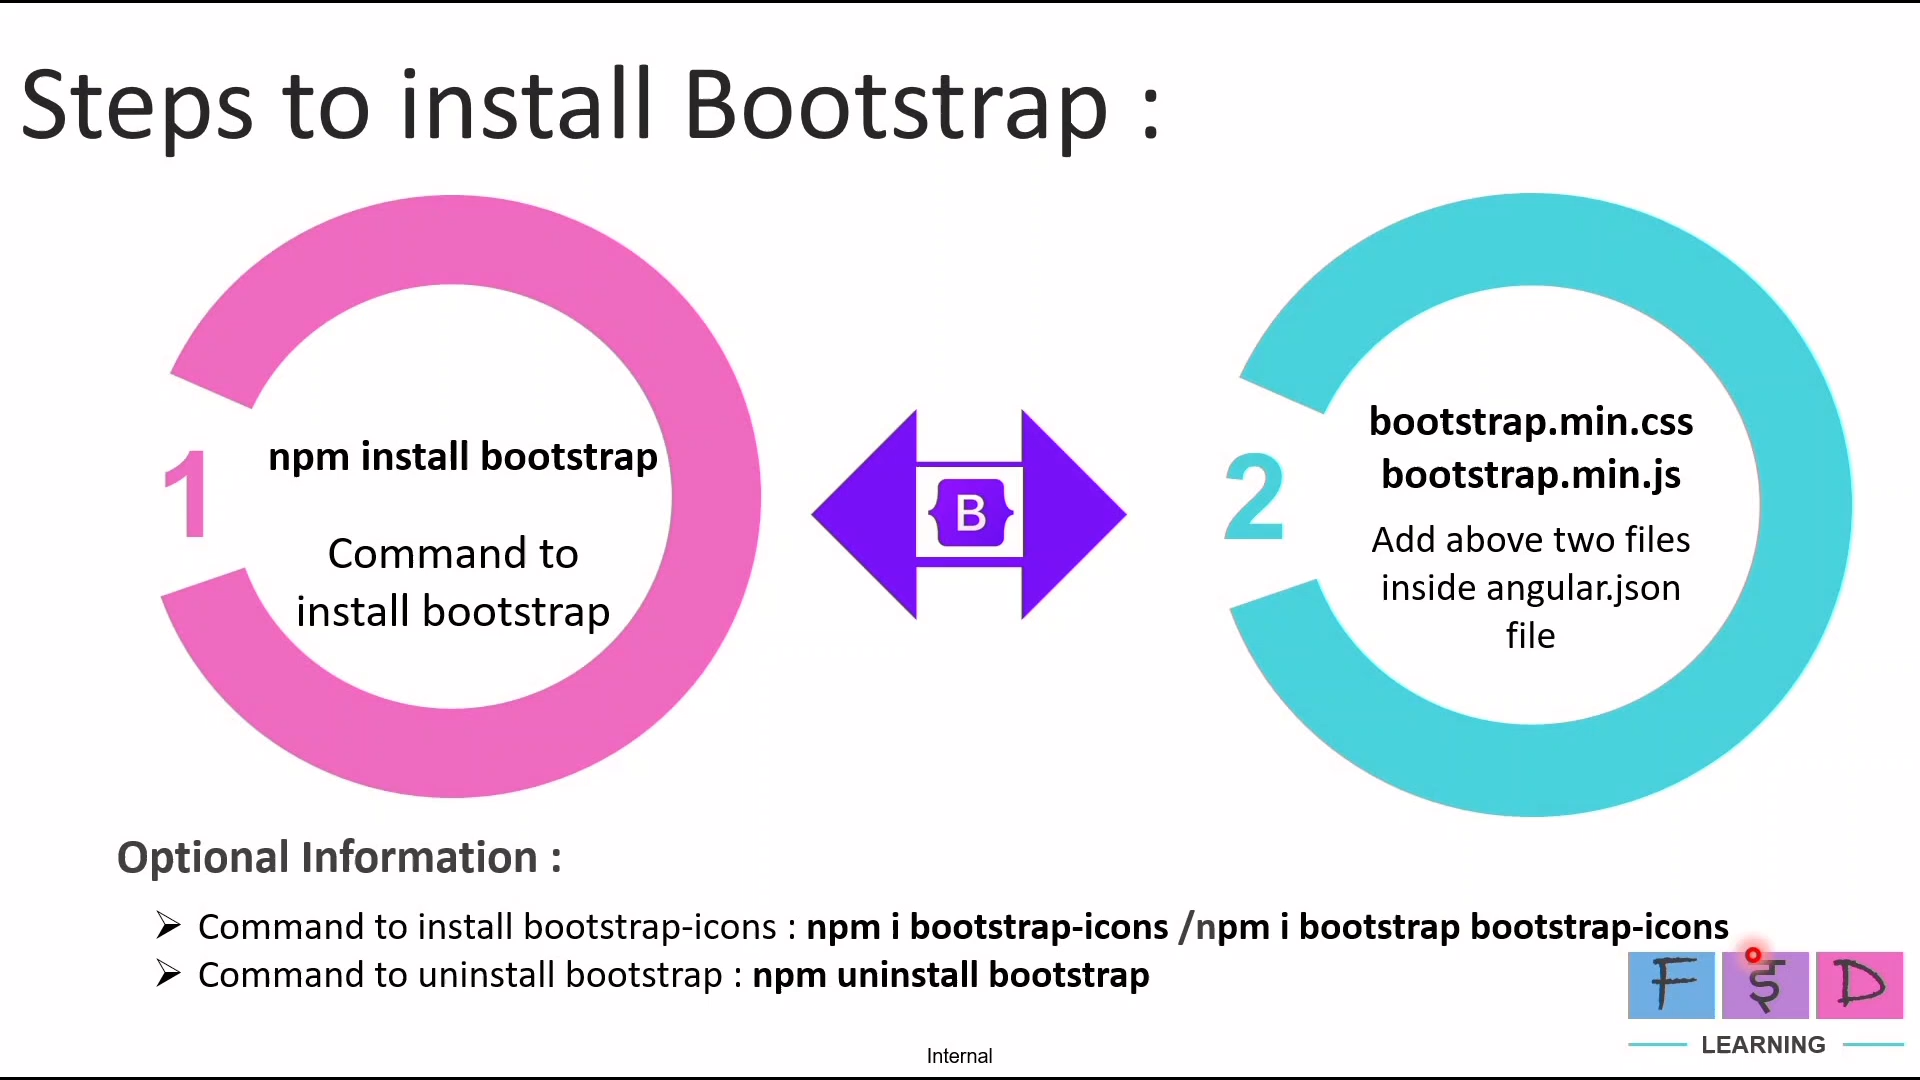 Steps to install Bootstrap :
1
npm install bootstrap
Command to
install bootstrap
B
2
bootstrap.min.css
bootstrap.min.js
Add above two files
inside angular.json
file
Optional Information :
➢ Command to install bootstrap-icons : npm i bootstrap-icons /npm i bootstrap bootstrap-icons
➢ Command to uninstall bootstrap : npm uninstall bootstrap
F ई D
LEARNING
Internal